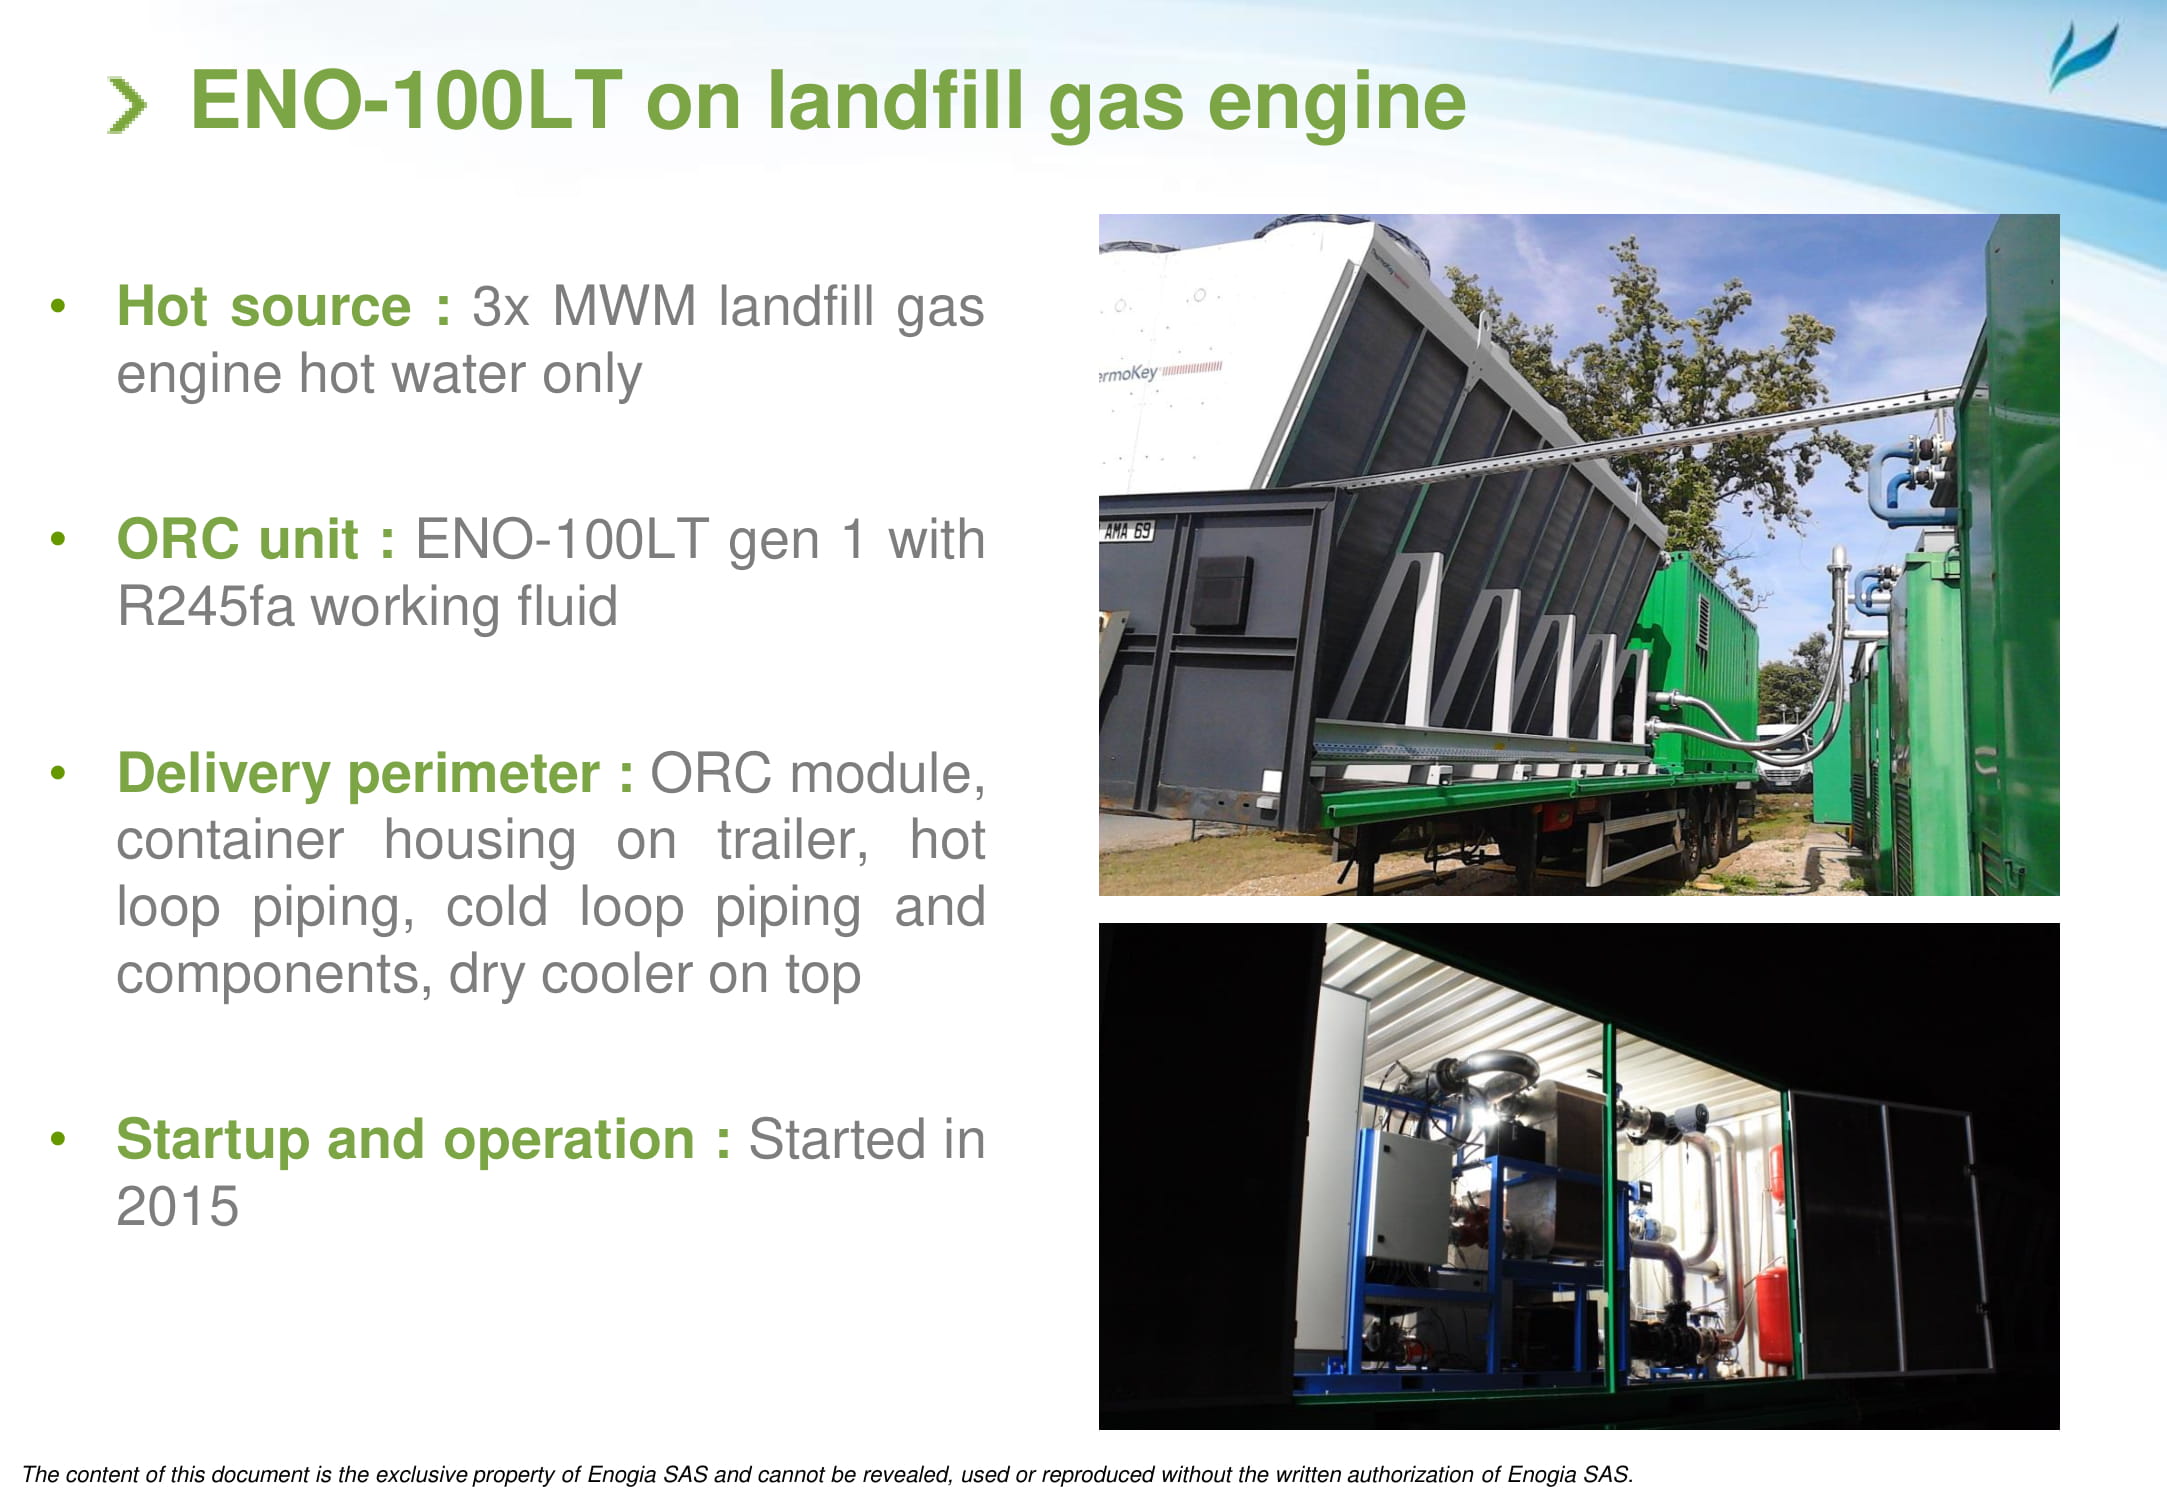 ENO-100LT on landfill gas engine
• Hot source : 3x MWM landfill gas
engine hot water only
• ORC unit : ENO-100LT gen 1 with
R245fa working fluid
• Delivery perimeter : ORC module,
container housing on trailer, hot
loop piping, cold loop piping and
components, dry cooler on top
• Startup and operation : Started in
2015
ThermoKey
ermoKey
AMA 69
The content of this document is the exclusive property of Enogia SAS and cannot be revealed, used or reproduced without the written authorization of Enogia SAS.